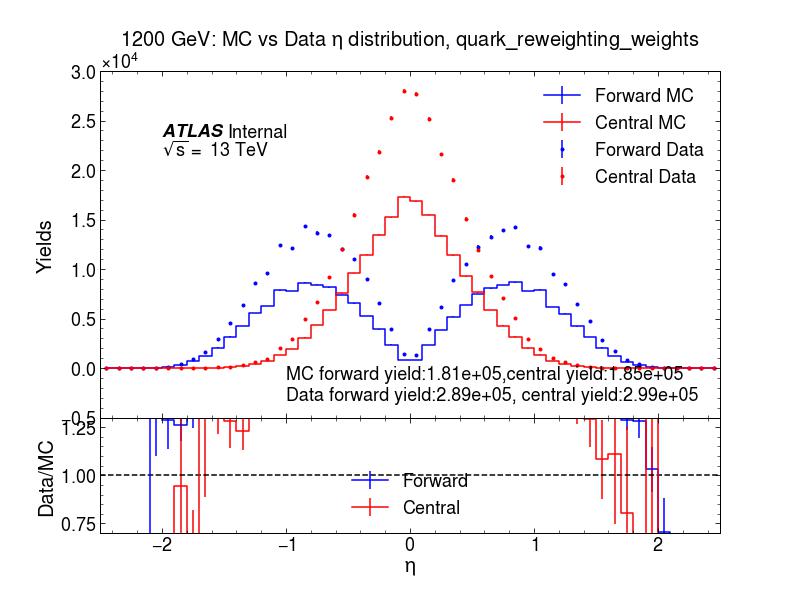 1200 GeV: MC vs Data η distribution, quark_reweighting_weights
×10⁴
3.0
2.5
2.0
1.5
1.0
0.5
0.0
0.5
Yields
ATLAS Internal
√s = 13 TeV
Forward MC
Central MC
Forward Data
Central Data
MC forward yield:1.81e+05,central yield:1.85e+05
Data forward yield:2.89e+05, central yield:2.99e+05
1.25
1.00
0.75
Data/MC
Forward
Central
−2 −1 0 1 2
η